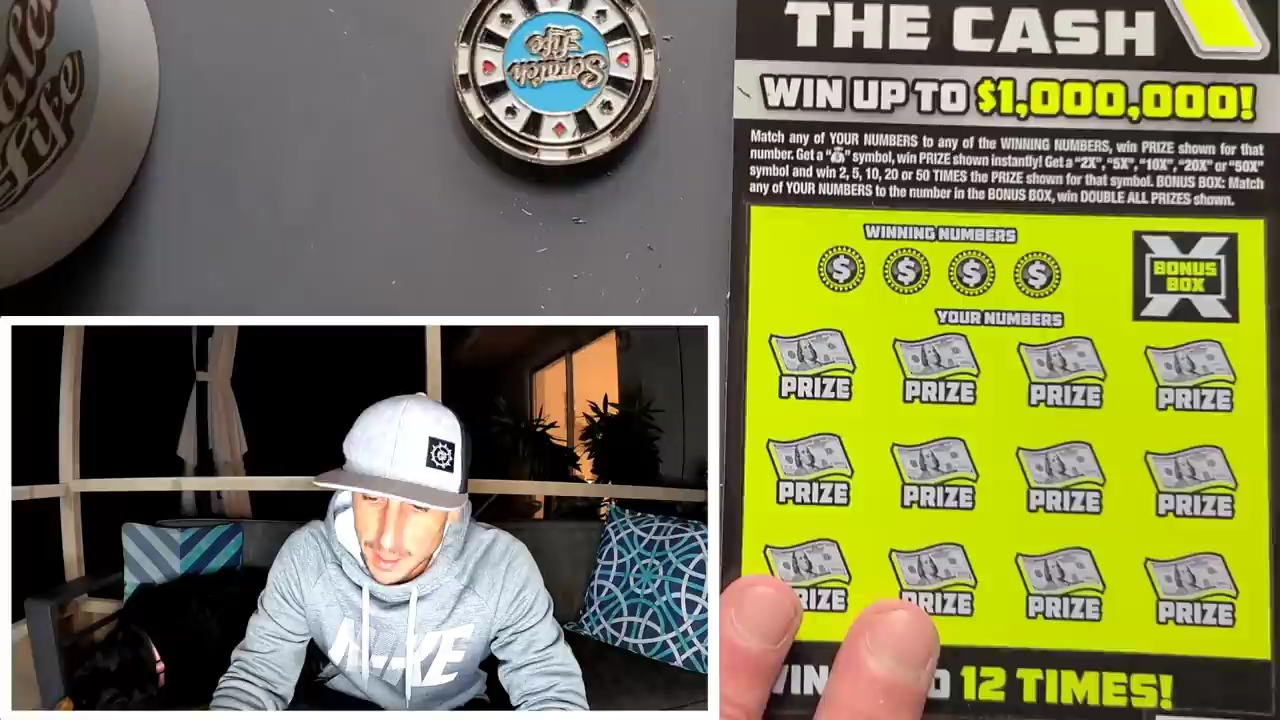 Scratch
Life
THE CASH
WIN UP TO $1,000,000!
Match any of YOUR NUMBERS to any of the WINNING NUMBERS, win PRIZE shown for that
number. Get a "💰" symbol, win PRIZE shown instantly! Get a "2X", "5X", "10X", "20X" or "50X"
symbol and win 2, 5, 10, 20 or 50 TIMES the PRIZE shown for that symbol. BONUS BOX: Match
any of YOUR NUMBERS to the number in the BONUS BOX, win DOUBLE ALL PRIZES shown.
WINNING NUMBERS
$ $ $ $
BONUS
BOX
YOUR NUMBERS
PRIZE PRIZE PRIZE PRIZE
PRIZE PRIZE PRIZE PRIZE
PRIZE PRIZE PRIZE PRIZE
12 TIMES!
NIKE
Life